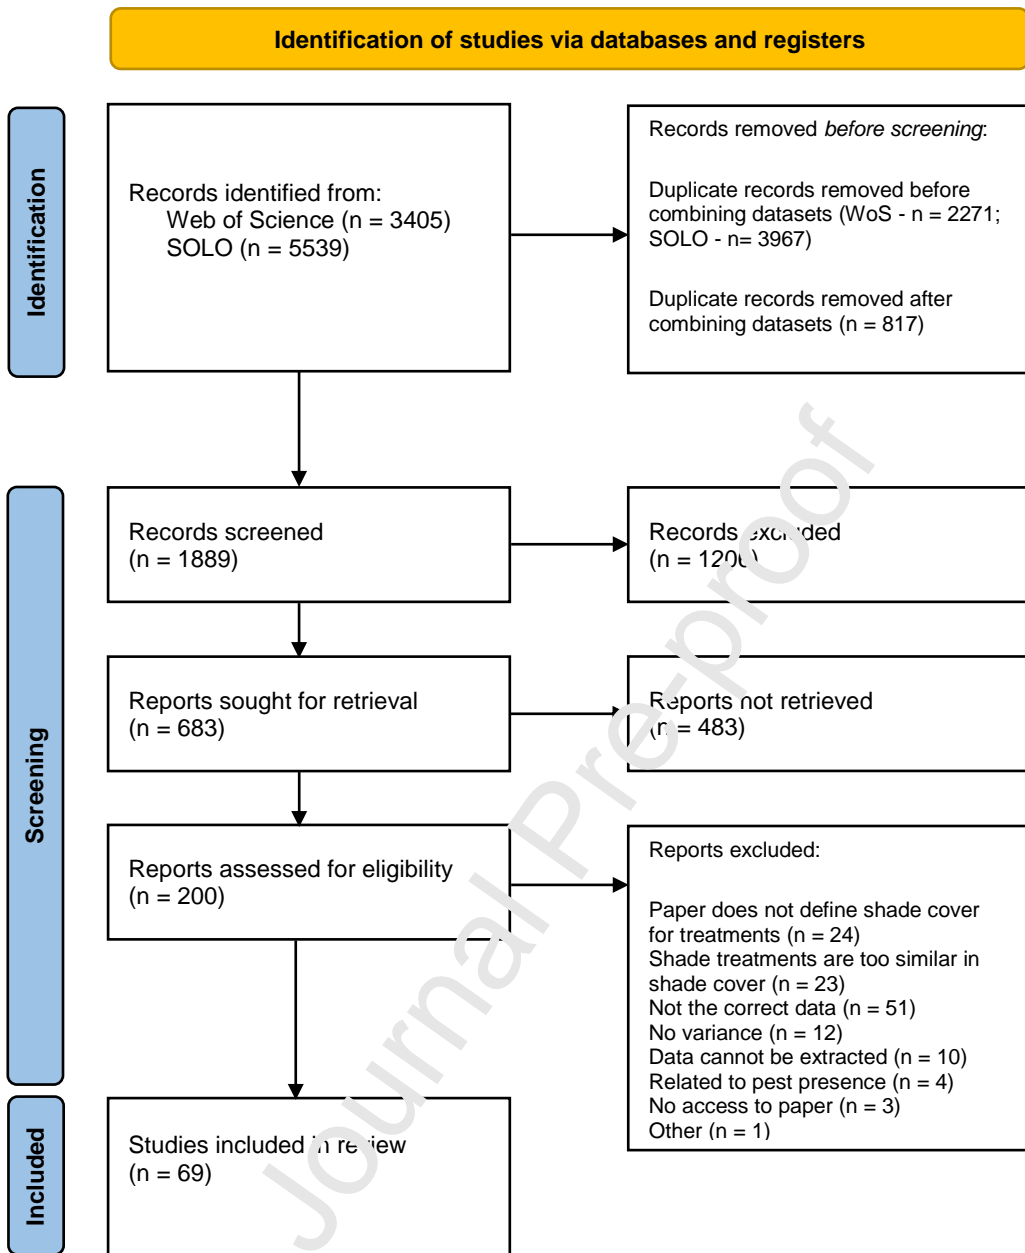 Identification of studies via databases and registers
Identification
Records identified from:
Web of Science (n = 3405)
SOLO (n = 5539)
Records removed before screening:
Duplicate records removed before
combining datasets (WoS - n = 2271;
SOLO - n= 3967)
Duplicate records removed after
combining datasets (n = 817)
Screening
Records screened
(n = 1889)
Records excluded
(n = 1206)
Reports sought for retrieval
(n = 683)
Reports not retrieved
(n = 483)
Reports assessed for eligibility
(n = 200)
Reports excluded:
Paper does not define shade cover
for treatments (n = 24)
Shade treatments are too similar in
shade cover (n = 23)
Not the correct data (n = 51)
No variance (n = 12)
Data cannot be extracted (n = 10)
Related to pest presence (n = 4)
No access to paper (n = 3)
Other (n = 1)
Included
Studies included in review
(n = 69)
Journal Pre-proof